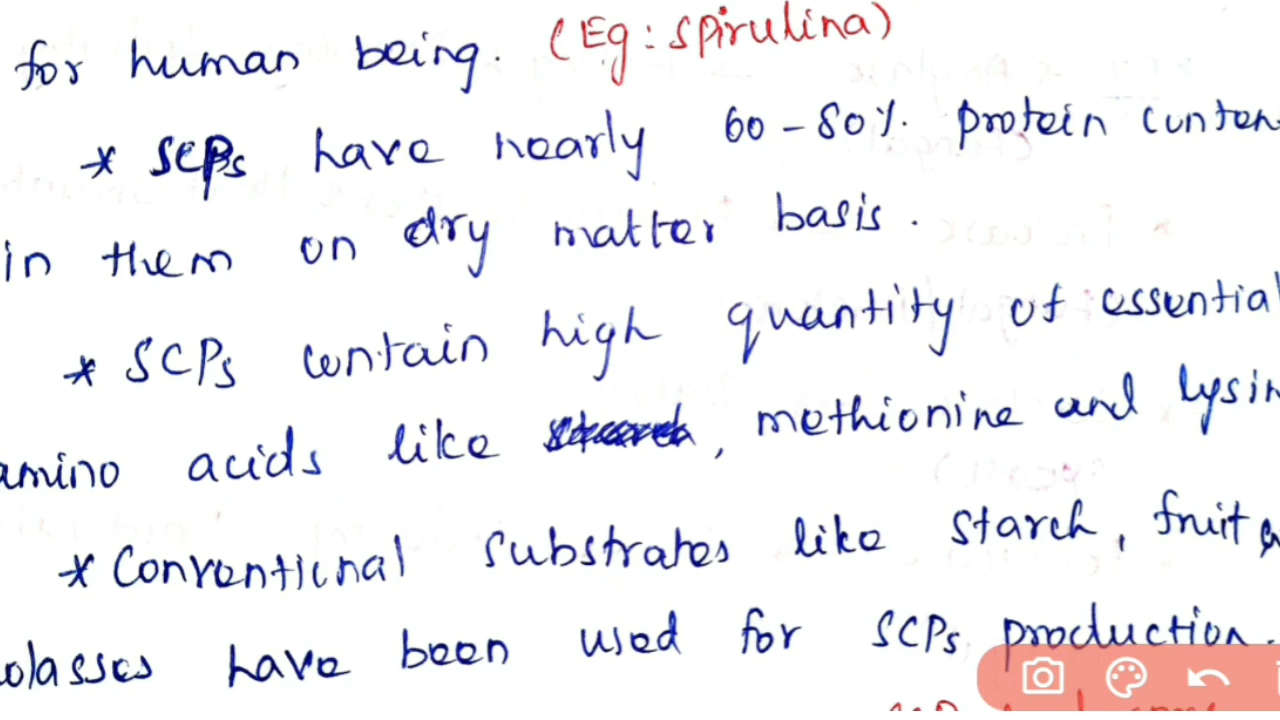 for human being. (Eg: spirulina)
* SCPs have nearly 60-80% protein conten
in them on dry matter basis.
* SCPs contain high quantity of essential
amino acids like , methionine and lysin
* Conventional substrates like starch, fruit
olasses have been used for SCPs production.